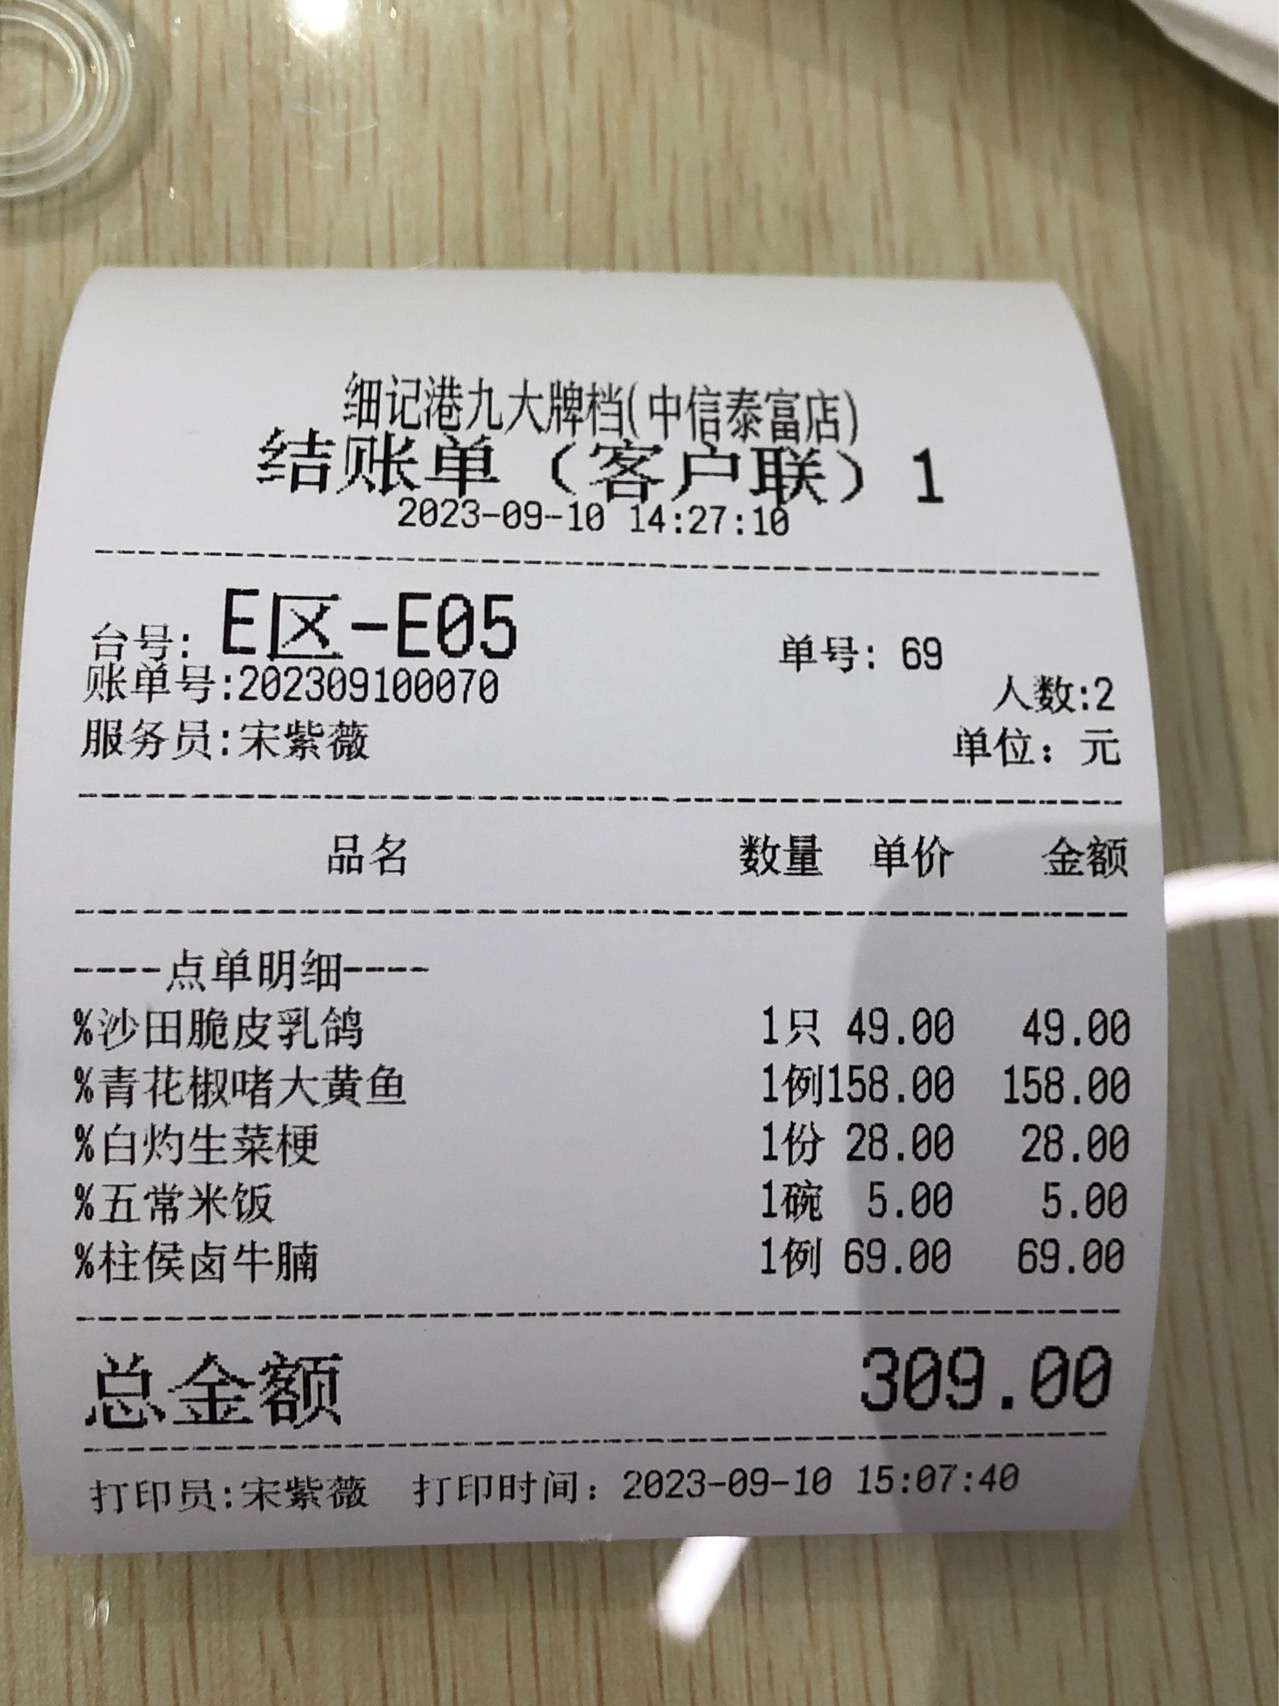 细记港九大牌档(中信泰富店)
结账单（客户联）1
2023-09-10 14:27:10
台号: E区-E05 单号: 69
账单号:202309100070 人数:2
服务员:宋紫薇 单位：元
品名 数量 单价 金额
----点单明细----
%沙田脆皮乳鸽 1只 49.00 49.00
%青花椒啫大黄鱼 1例158.00 158.00
%白灼生菜梗 1份 28.00 28.00
%五常米饭 1碗 5.00 5.00
%柱侯卤牛腩 1例 69.00 69.00
总金额 309.00
打印员:宋紫薇 打印时间：2023-09-10 15:07:40